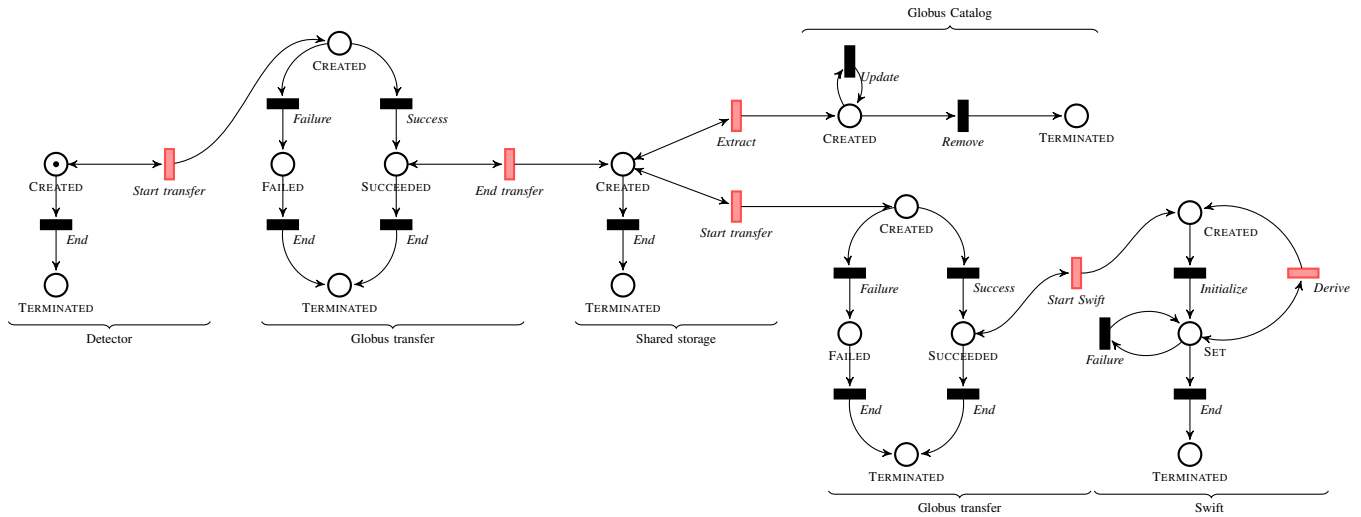 Globus Catalog
CREATED
Update
Failure
Success
CREATED
Extract
Remove
TERMINATED
CREATED
Start transfer
FAILED
SUCCEEDED
End transfer
CREATED
Start transfer
CREATED
CREATED
End
End
End
End
Failure
Success
Start Swift
Initialize
Derive
TERMINATED
TERMINATED
TERMINATED
Detector
Globus transfer
Shared storage
FAILED
SUCCEEDED
Failure
SET
End
End
End
TERMINATED
TERMINATED
Globus transfer
Swift